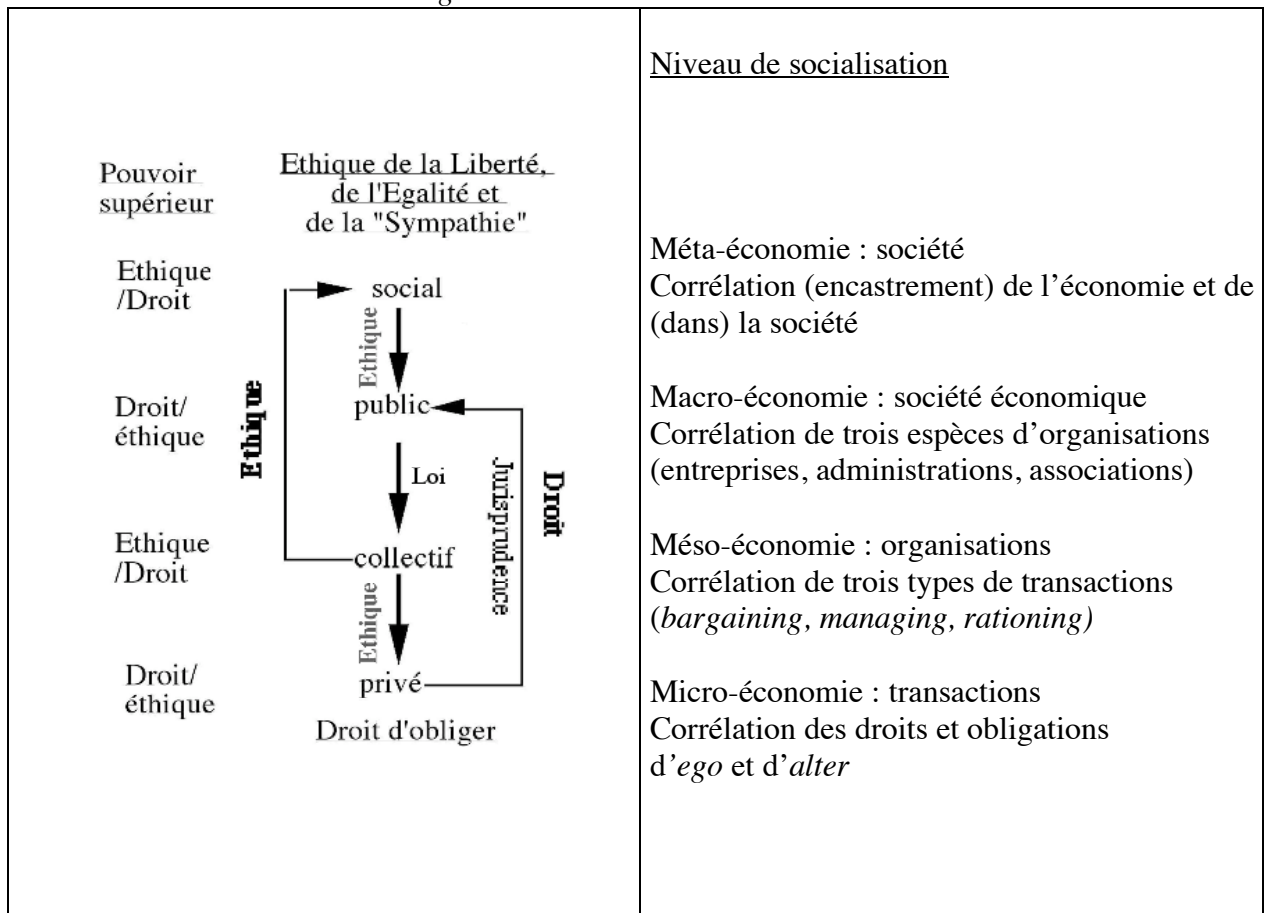 Niveau de socialisation
Pouvoir
supérieur
Ethique de la Liberté,
de l'Egalité et
de la "Sympathie"
Ethique
/Droit
social
Ethique
Droit/
éthique
public
Ethique
Loi
Jurisprudence
Droit
Ethique
/Droit
collectif
Ethique
Droit/
éthique
privé
Droit d'obliger
Méta-économie : société
Corrélation (encastrement) de l’économie et de
(dans) la société
Macro-économie : société économique
Corrélation de trois espèces d’organisations
(entreprises, administrations, associations)
Méso-économie : organisations
Corrélation de trois types de transactions
(bargaining, managing, rationing)
Micro-économie : transactions
Corrélation des droits et obligations
d’ego et d’alter